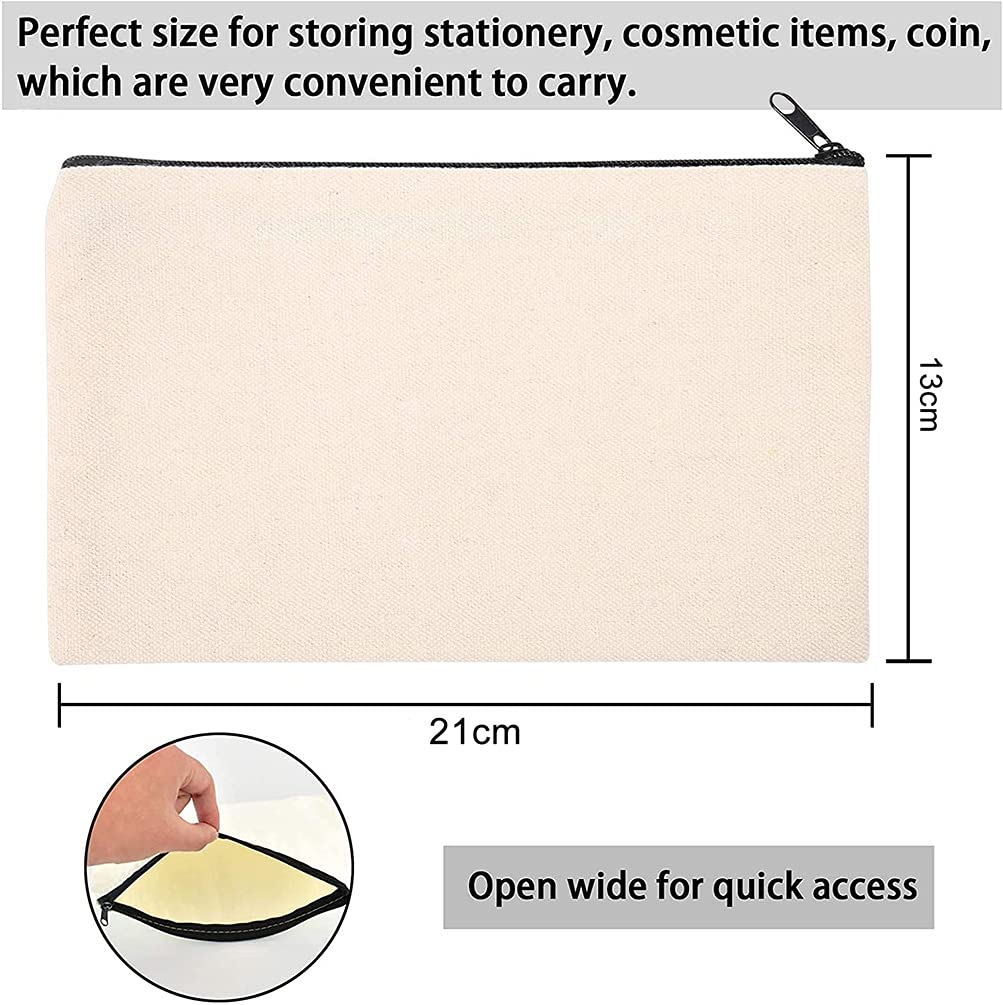 Perfect size for storing stationery, cosmetic items, coin,
which are very convenient to carry.
13cm
21cm
Open wide for quick access